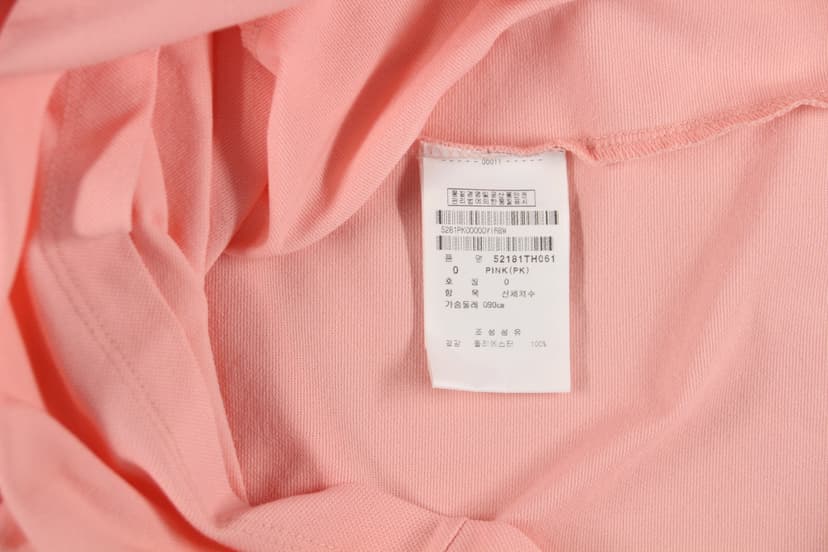 - - - - - 00011 - - - - -
5281PK00000YIRBW
품 명 52181TH061
0 PINK(PK)
호 칭 0
항 목 신체치수
가슴둘레 090㎝
조성섬유
겉감 폴리에스터 100%